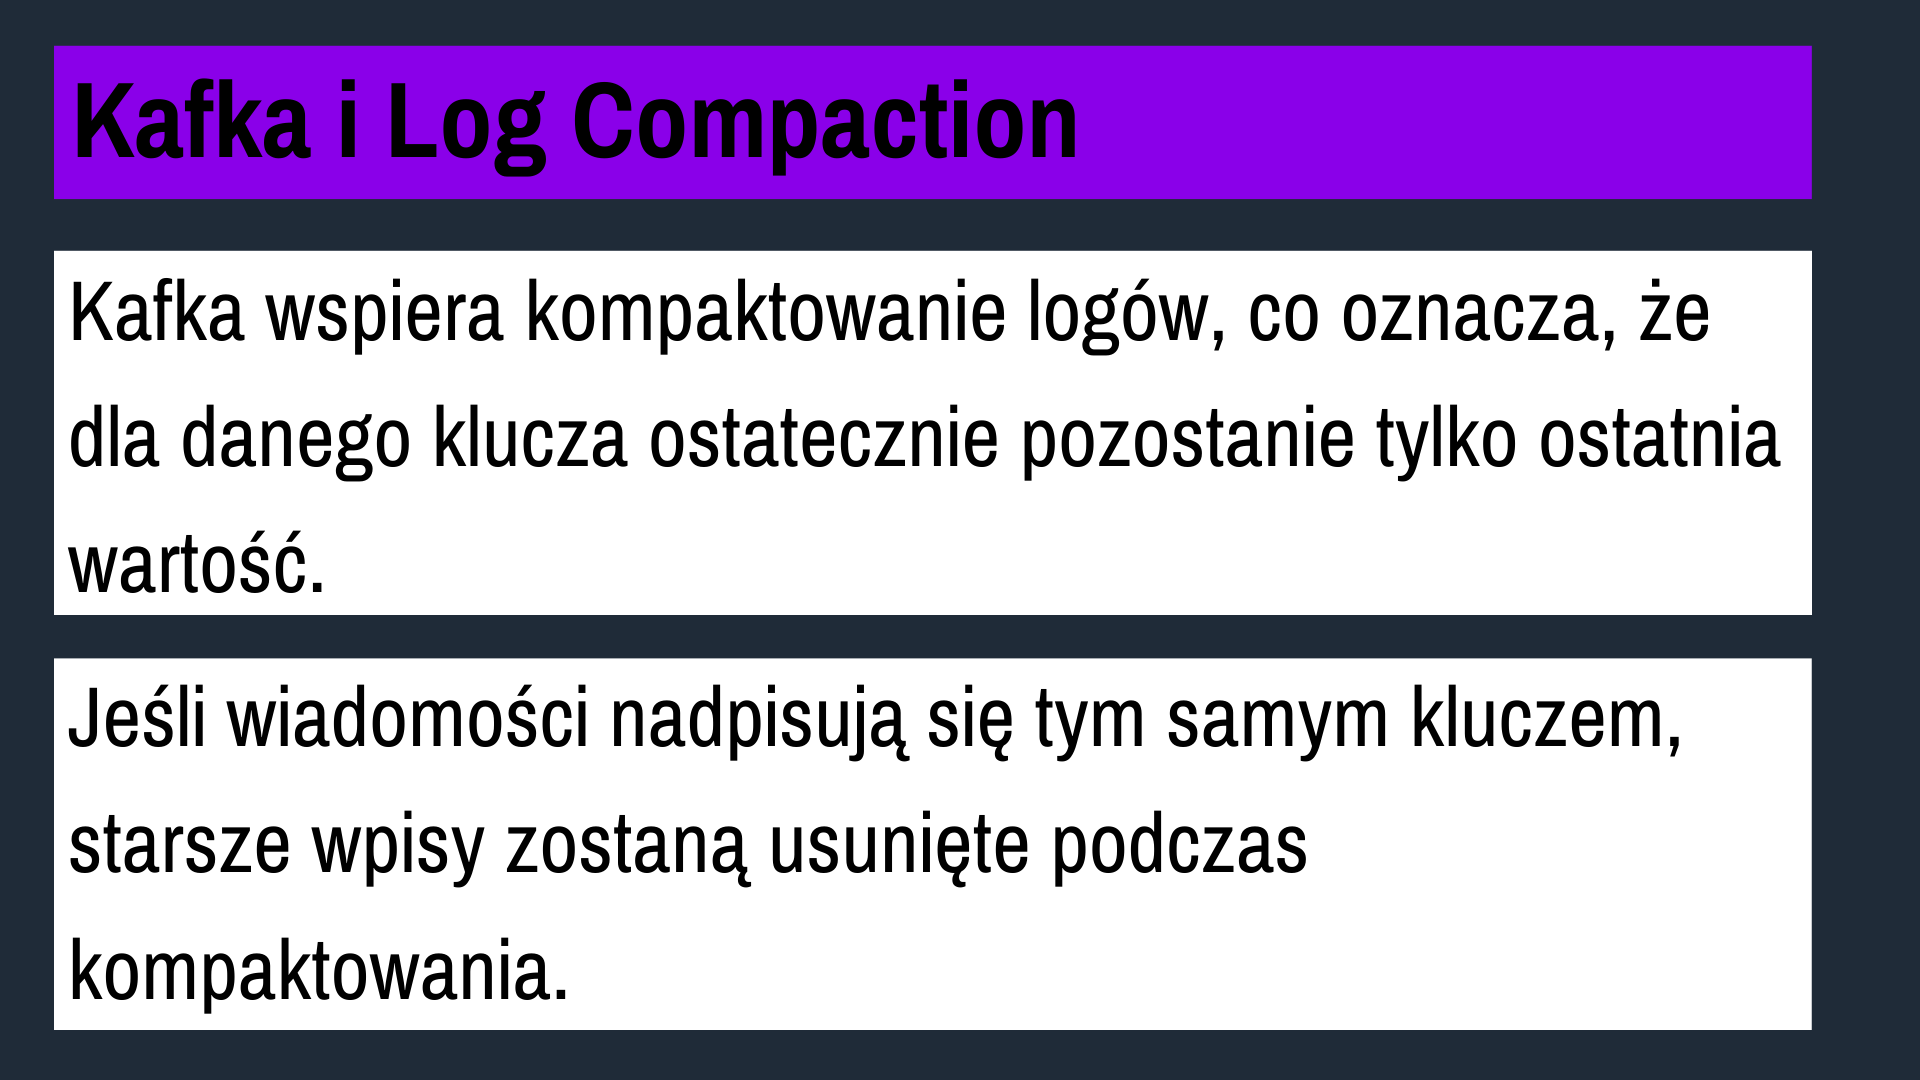 Kafka i Log Compaction
Kafka wspiera kompaktowanie logów, co oznacza, że
dla danego klucza ostatecznie pozostanie tylko ostatnia
wartość.
Jeśli wiadomości nadpisują się tym samym kluczem,
starsze wpisy zostaną usunięte podczas
kompaktowania.